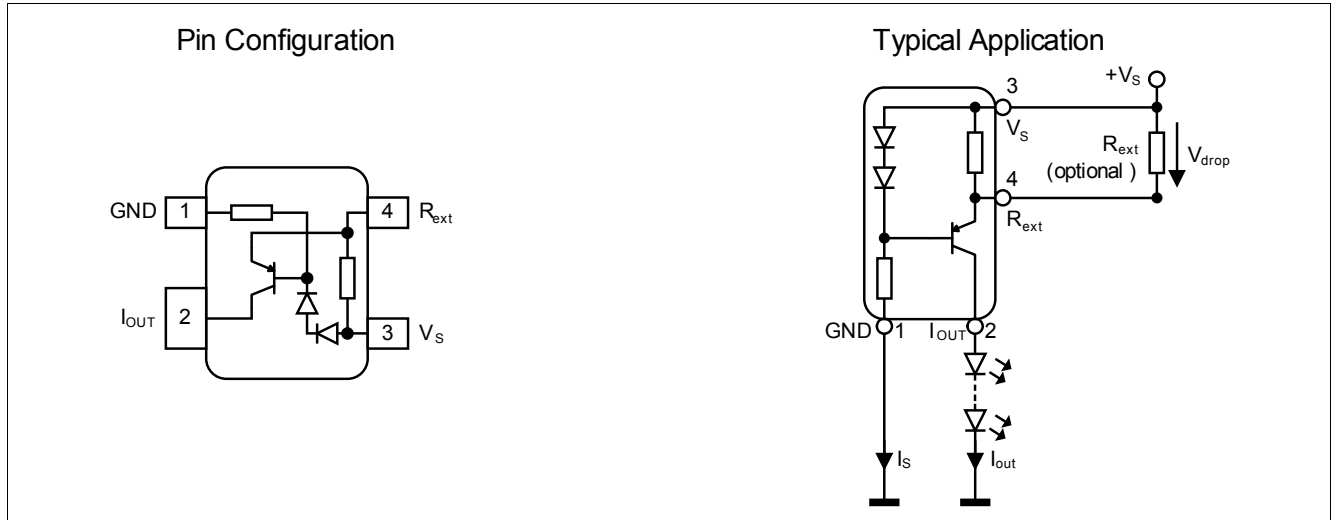 Pin Configuration
GND 1
4 Rext
IOUT 2
3 VS
Typical Application
+VS
3
VS
Rext
(optional )
Vdrop
4
Rext
GND 1
IOUT 2
IS
Iout